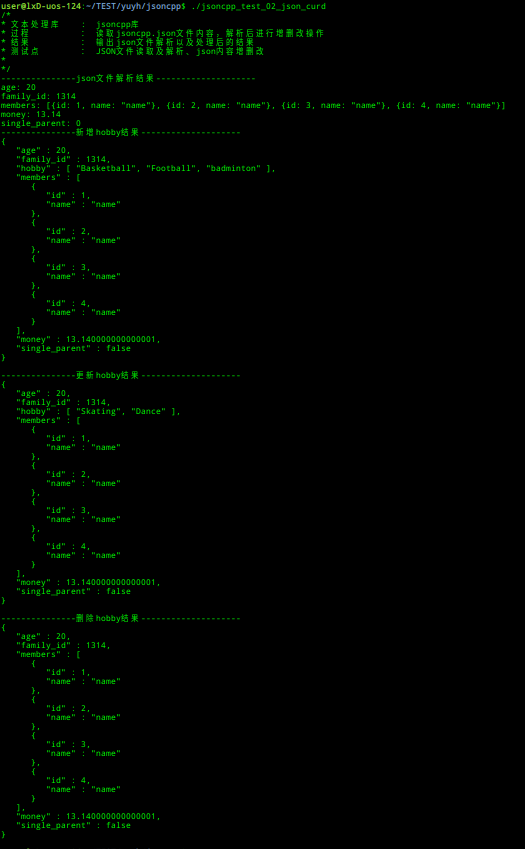 user@lxD-uos-124:~/TEST/yuyh/jsoncpp$ ./jsoncpp_test_02_json_curd
/*
* 文本处理库 : jsoncpp库
* 过程 : 读取jsoncpp.json文件内容，解析后进行增删改操作
* 结果 : 输出json文件解析以及处理后的结果
* 测试点 : JSON文件读取及解析、json内容增删改
*
*/
---------------json文件解析结果--------------------
age: 20
family_id: 1314
members: [{id: 1, name: "name"}, {id: 2, name: "name"}, {id: 3, name: "name"}, {id: 4, name: "name"}]
money: 13.14
single_parent: 0
---------------新增hobby结果--------------------
{
"age" : 20,
"family_id" : 1314,
"hobby" : [ "Basketball", "Football", "badminton" ],
"members" : [
{
"id" : 1,
"name" : "name"
},
{
"id" : 2,
"name" : "name"
},
{
"id" : 3,
"name" : "name"
},
{
"id" : 4,
"name" : "name"
}
],
"money" : 13.140000000000001,
"single_parent" : false
}
---------------更新hobby结果--------------------
{
"age" : 20,
"family_id" : 1314,
"hobby" : [ "Skating", "Dance" ],
"members" : [
{
"id" : 1,
"name" : "name"
},
{
"id" : 2,
"name" : "name"
},
{
"id" : 3,
"name" : "name"
},
{
"id" : 4,
"name" : "name"
}
],
"money" : 13.140000000000001,
"single_parent" : false
}
---------------删除hobby结果--------------------
{
"age" : 20,
"family_id" : 1314,
"members" : [
{
"id" : 1,
"name" : "name"
},
{
"id" : 2,
"name" : "name"
},
{
"id" : 3,
"name" : "name"
},
{
"id" : 4,
"name" : "name"
}
],
"money" : 13.140000000000001,
"single_parent" : false
}